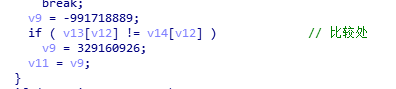 break;
v9 = -991718889;
if ( v13[v12] != v14[v12] ) // 比较处
v9 = 329160926;
v11 = v9;
}